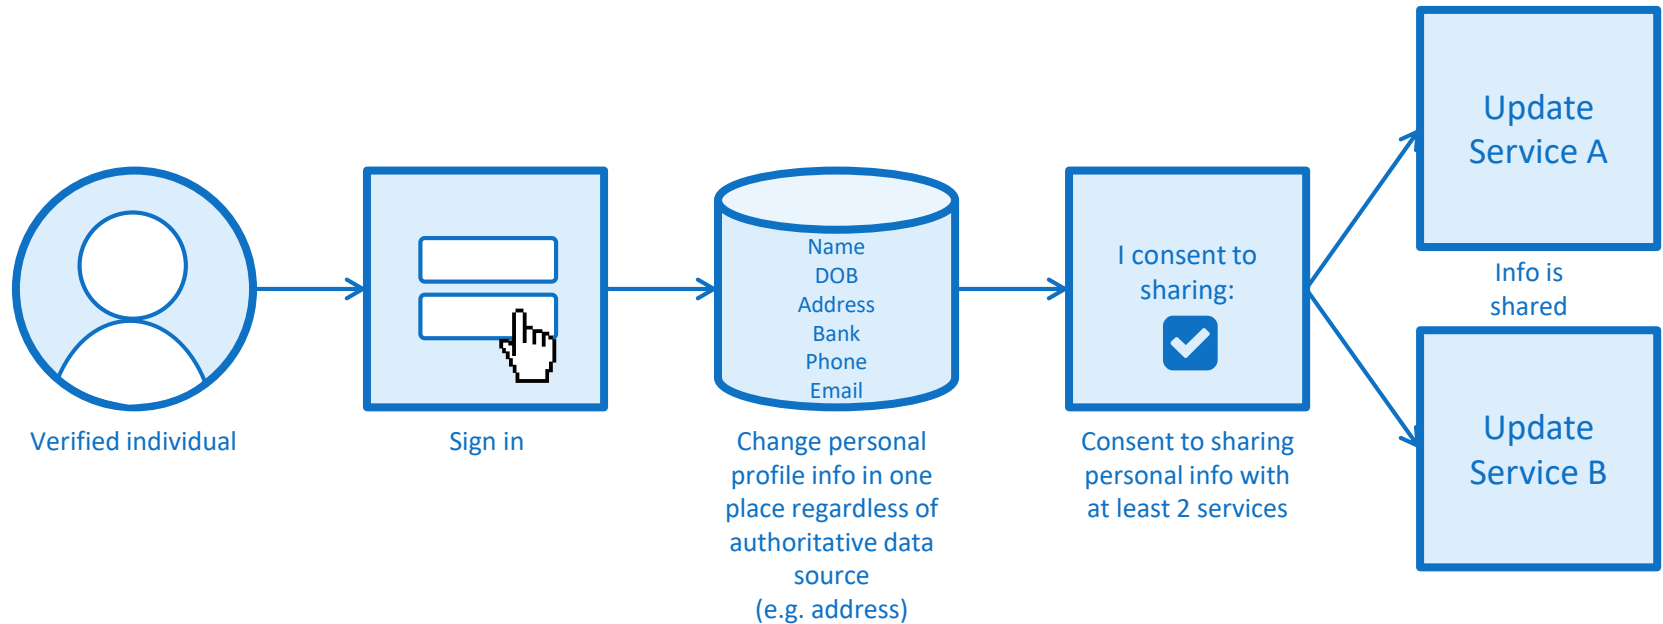 Verified individual
Sign in
Name
DOB
Address
Bank
Phone
Email
Change personal
profile info in one
place regardless of
authoritative data
source
(e.g. address)
I consent to
sharing:
Consent to sharing
personal info with
at least 2 services
Update
Service A
Info is
shared
Update
Service B